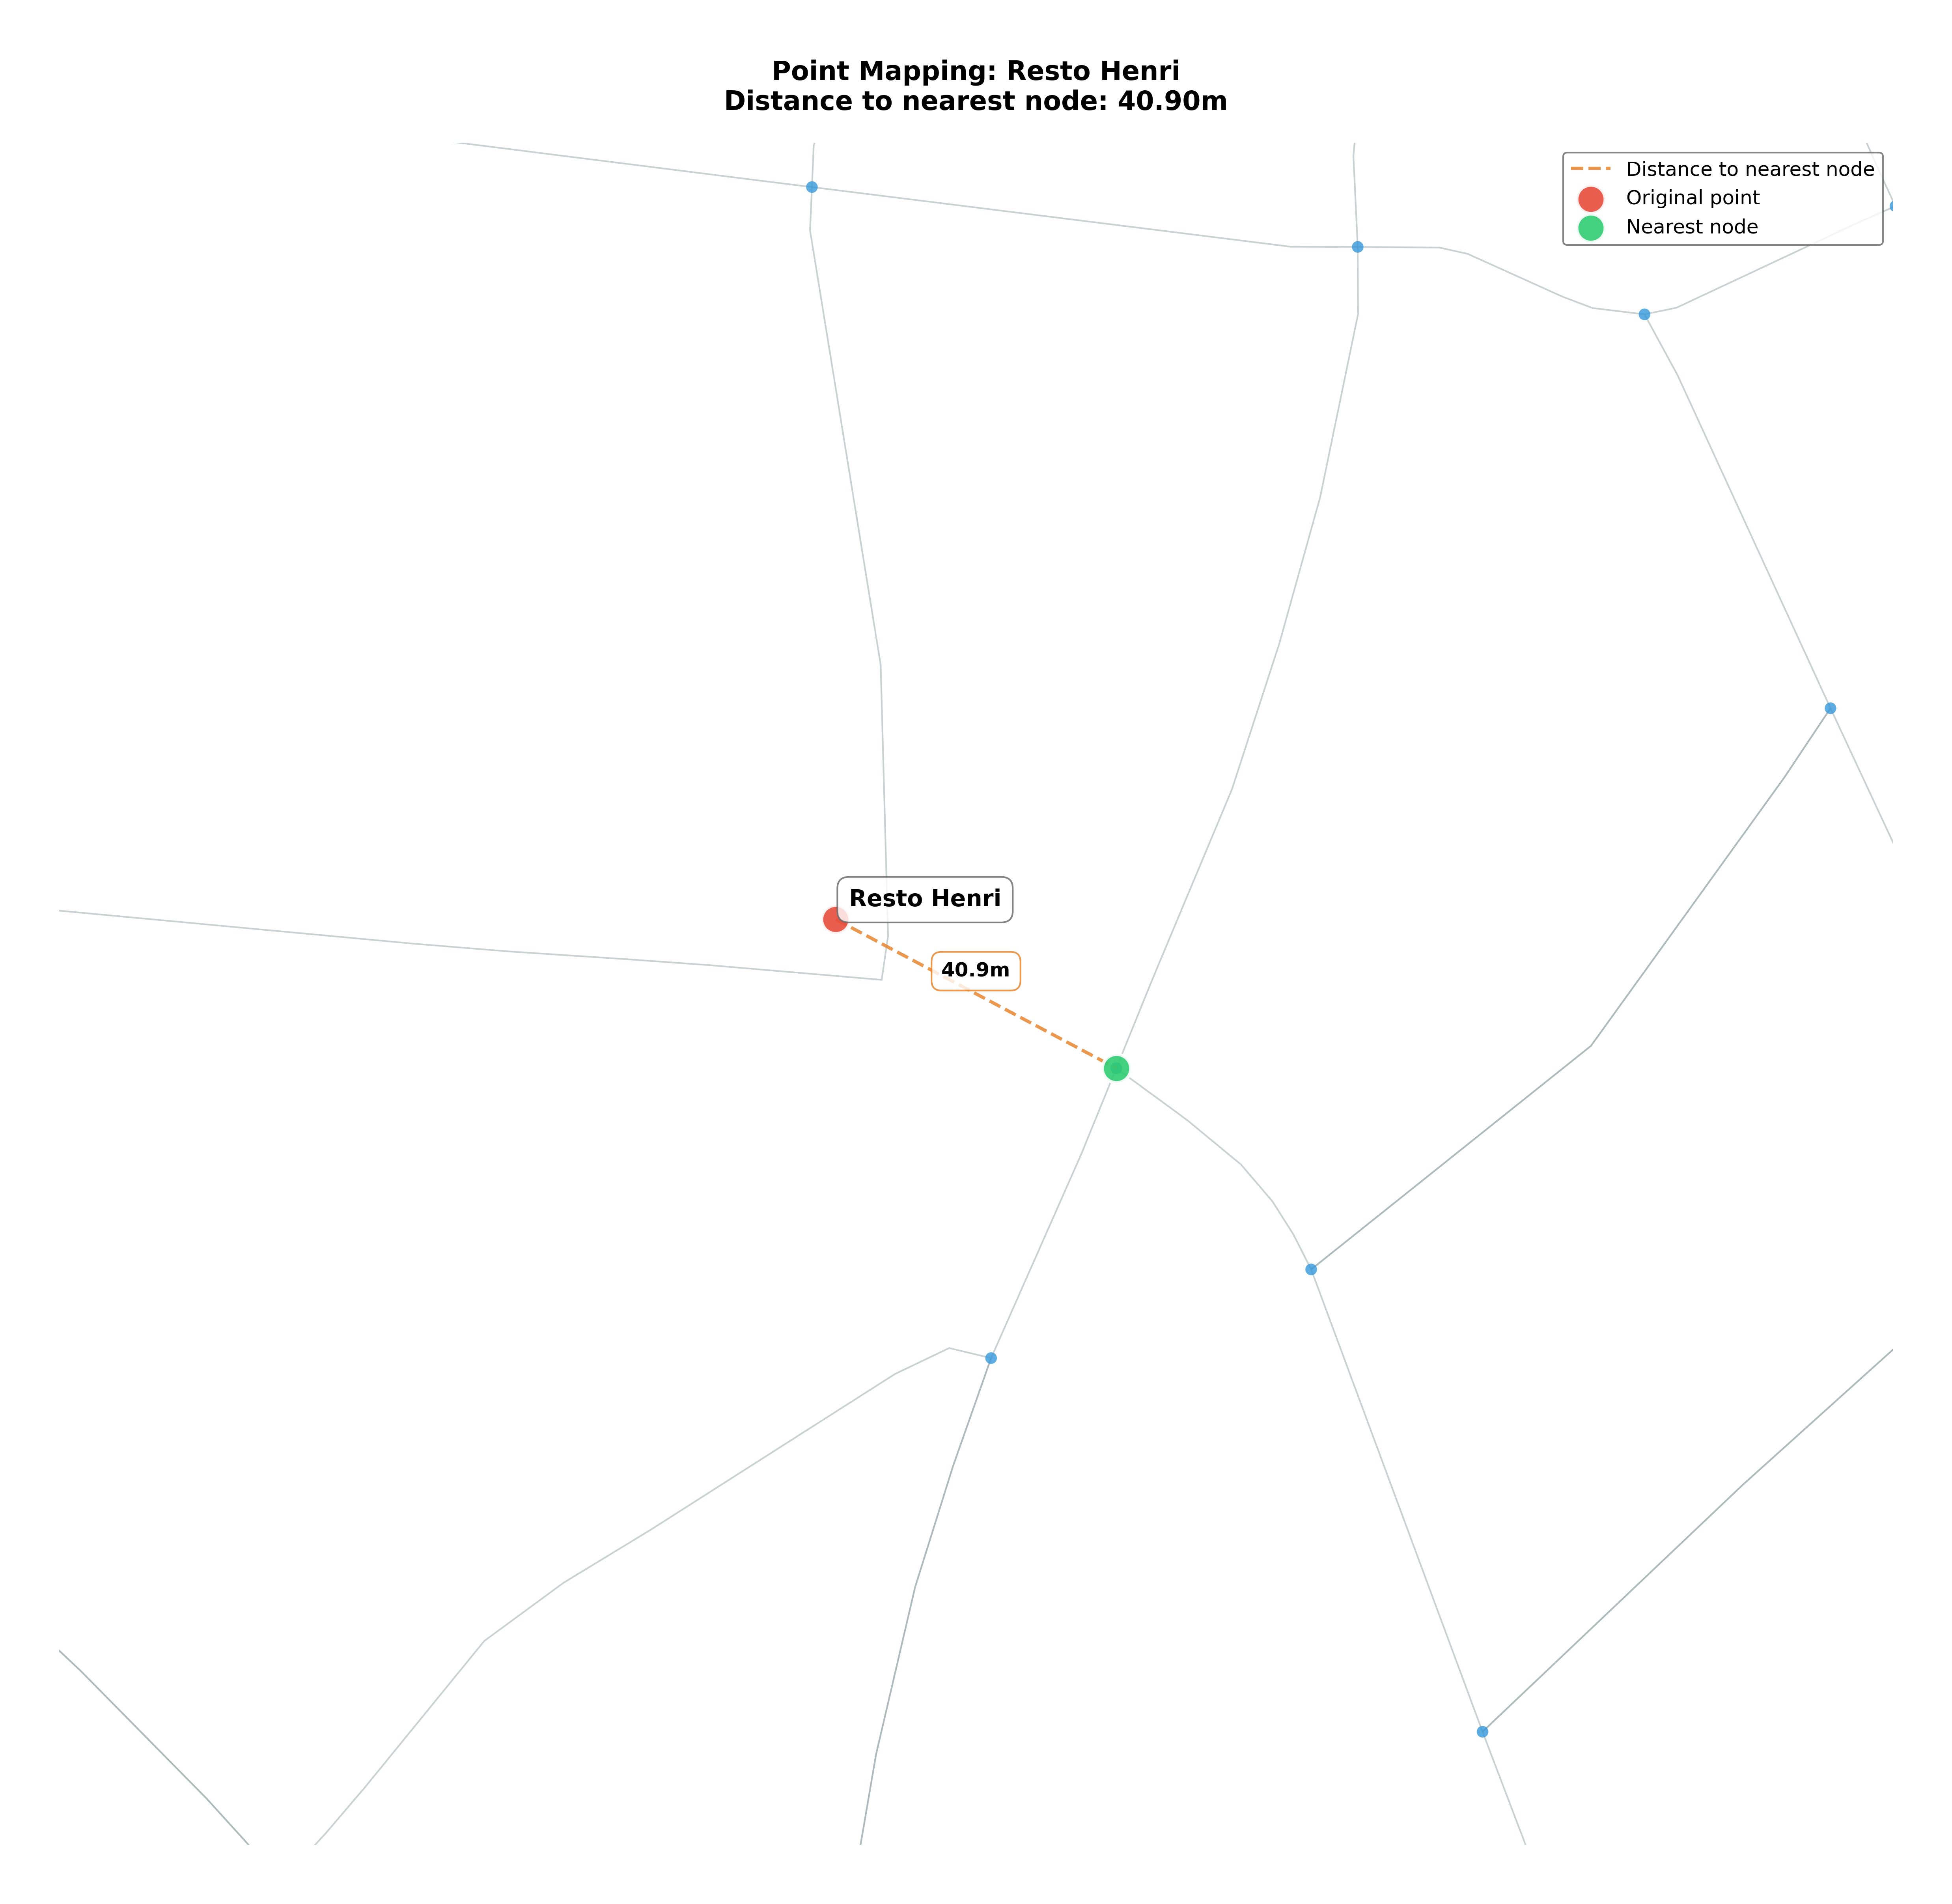 Point Mapping: Resto Henri
Distance to nearest node: 40.90m
Distance to nearest node
Original point
Nearest node
Resto Henri
40.9m